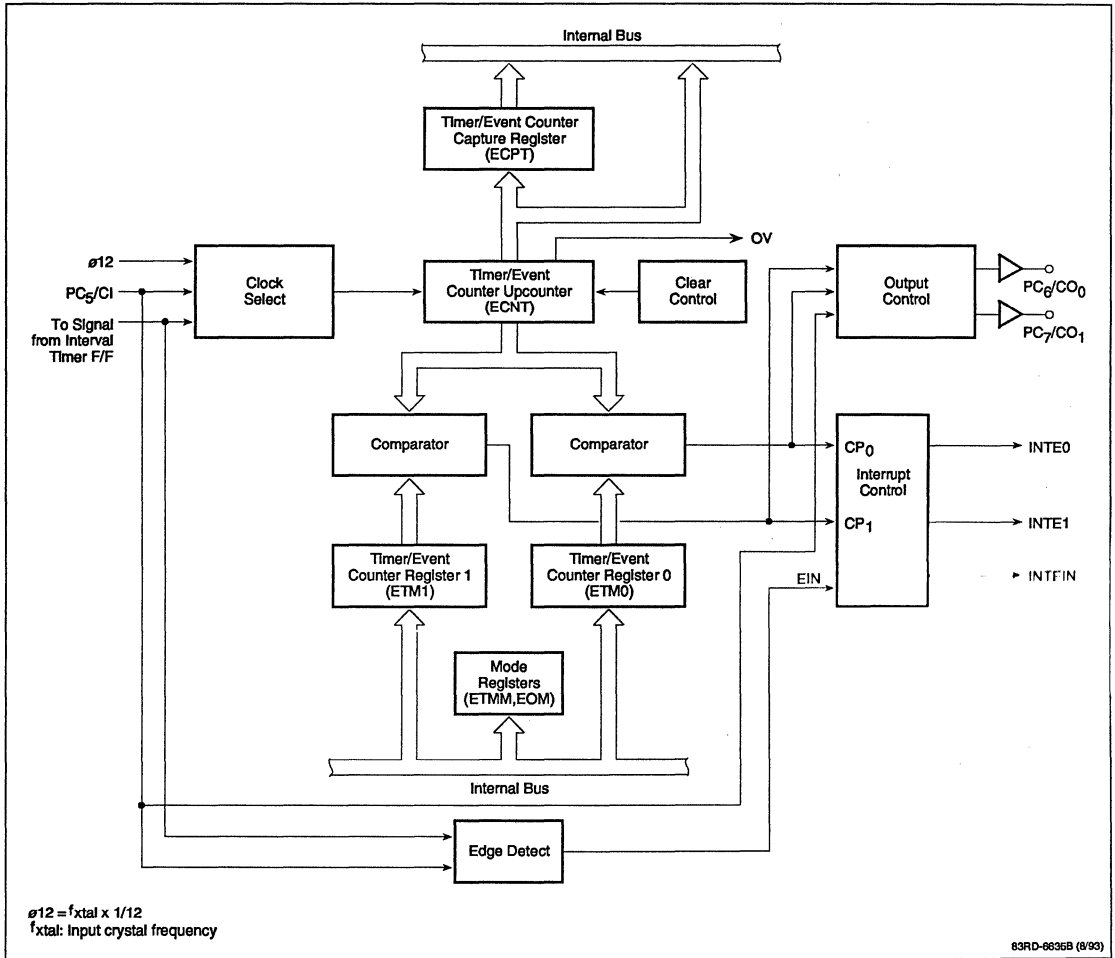 Internal Bus
Timer/Event Counter
Capture Register
(ECPT)
OV
ø12
PC5/CI
To Signal
from Interval
Timer F/F
Clock
Select
Timer/Event
Counter Upcounter
(ECNT)
Clear
Control
Output
Control
PC6/CO0
PC7/CO1
Comparator
Comparator
CP0
Interrupt
Control
CP1
EIN
INTE0
INTE1
INTEIN
Timer/Event
Counter Register 1
(ETM1)
Timer/Event
Counter Register 0
(ETM0)
Mode
Registers
(ETMM,EOM)
Internal Bus
Edge Detect
ø12 = fxtal x 1/12
fxtal: Input crystal frequency
83RD-6635B (8/93)